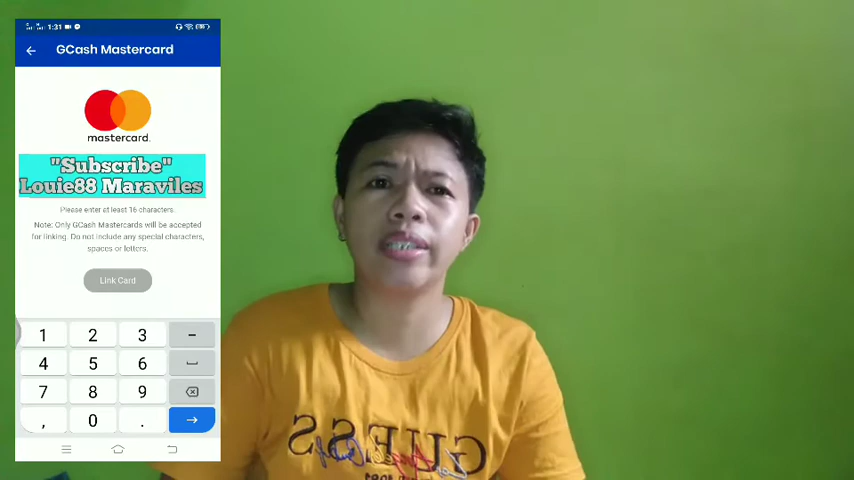 1:31
GCash Mastercard
mastercard.
"Subscribe"
Louie88 Maraviles
Please enter at least 16 characters.
Note: Only GCash Mastercards will be accepted
for linking. Do not include any special characters,
spaces or letters.
Link Card
1 2 3 -
4 5 6
7 8 9
, 0 .
GUESS